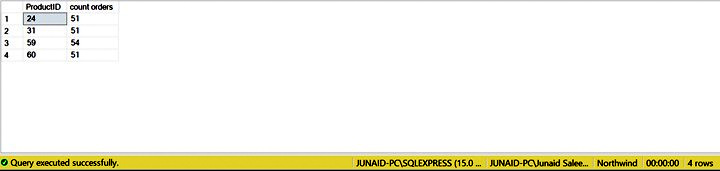 ProductID count orders
1 24 51
2 31 51
3 59 54
4 60 51
Query executed successfully. JUNAID-PC\SQLEXPRESS (15.0 ... JUNAID-PC\Junaid Salee... Northwind 00:00:00 4 rows